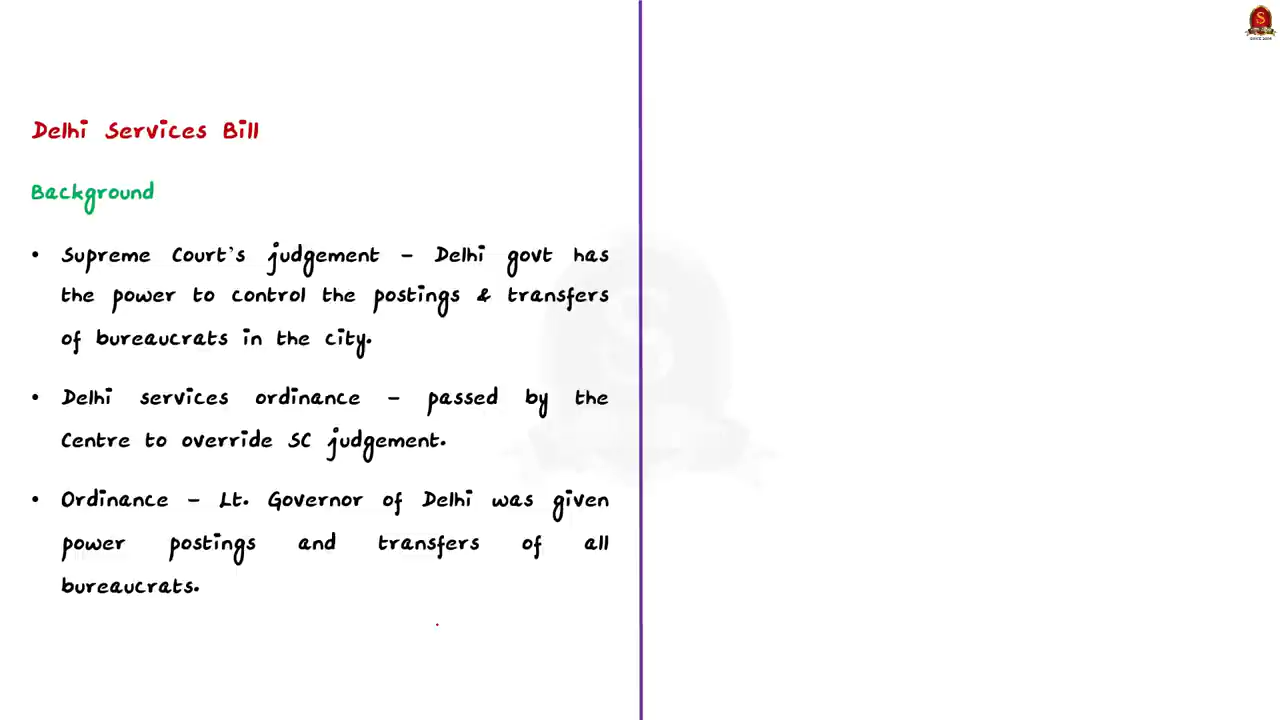 Delhi Services Bill
Background
• Supreme Court's judgement – Delhi govt has
the power to control the postings & transfers
of bureaucrats in the city.
• Delhi services ordinance – passed by the
Centre to override SC judgement.
• Ordinance – Lt. Governor of Delhi was given
power postings and transfers of all
bureaucrats.
S
SINCE 2004